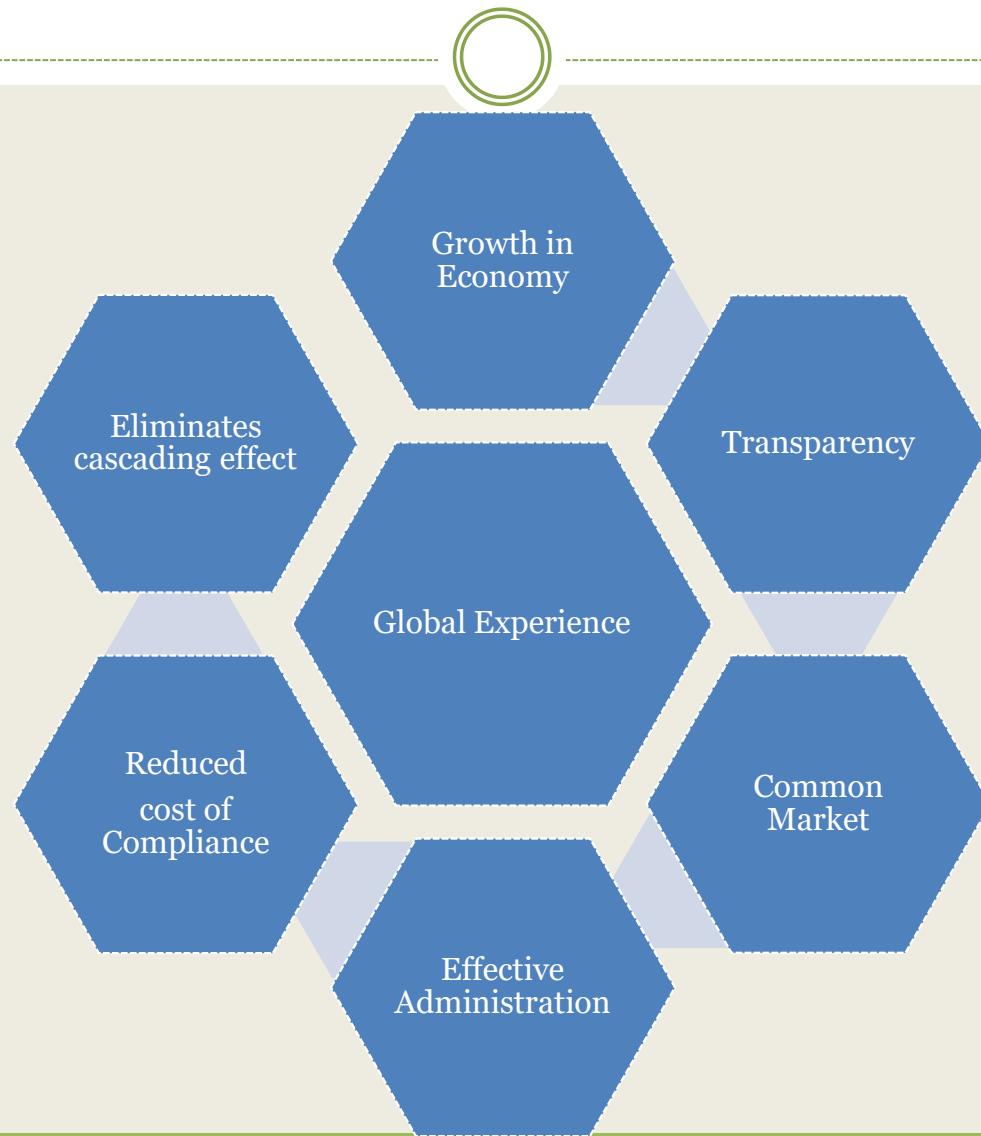 Growth in
Economy
Transparency
Common
Market
Effective
Administration
Reduced
cost of
Compliance
Eliminates
cascading effect
Global Experience